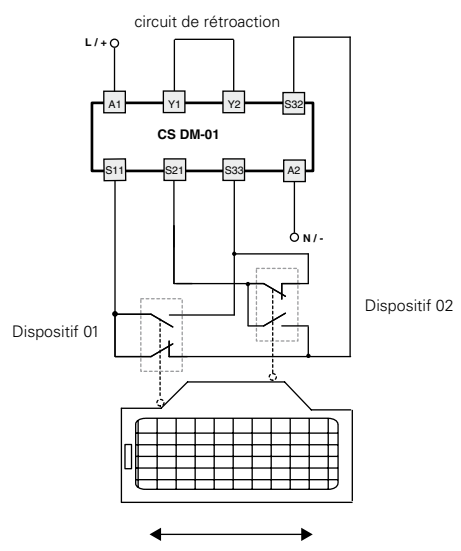 circuit de rétroaction
L / +
A1
Y1
Y2
S32
CS DM-01
S11
S21
S33
A2
N / -
Dispositif 02
Dispositif 01